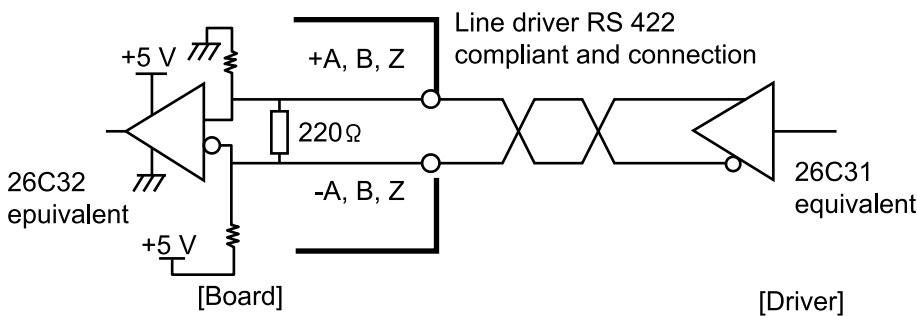 Line driver RS 422
compliant and connection
+5 V
+A, B, Z
220Ω
26C32
epuivalent
-A, B, Z
26C31
equivalent
+5 V
[Board]
[Driver]